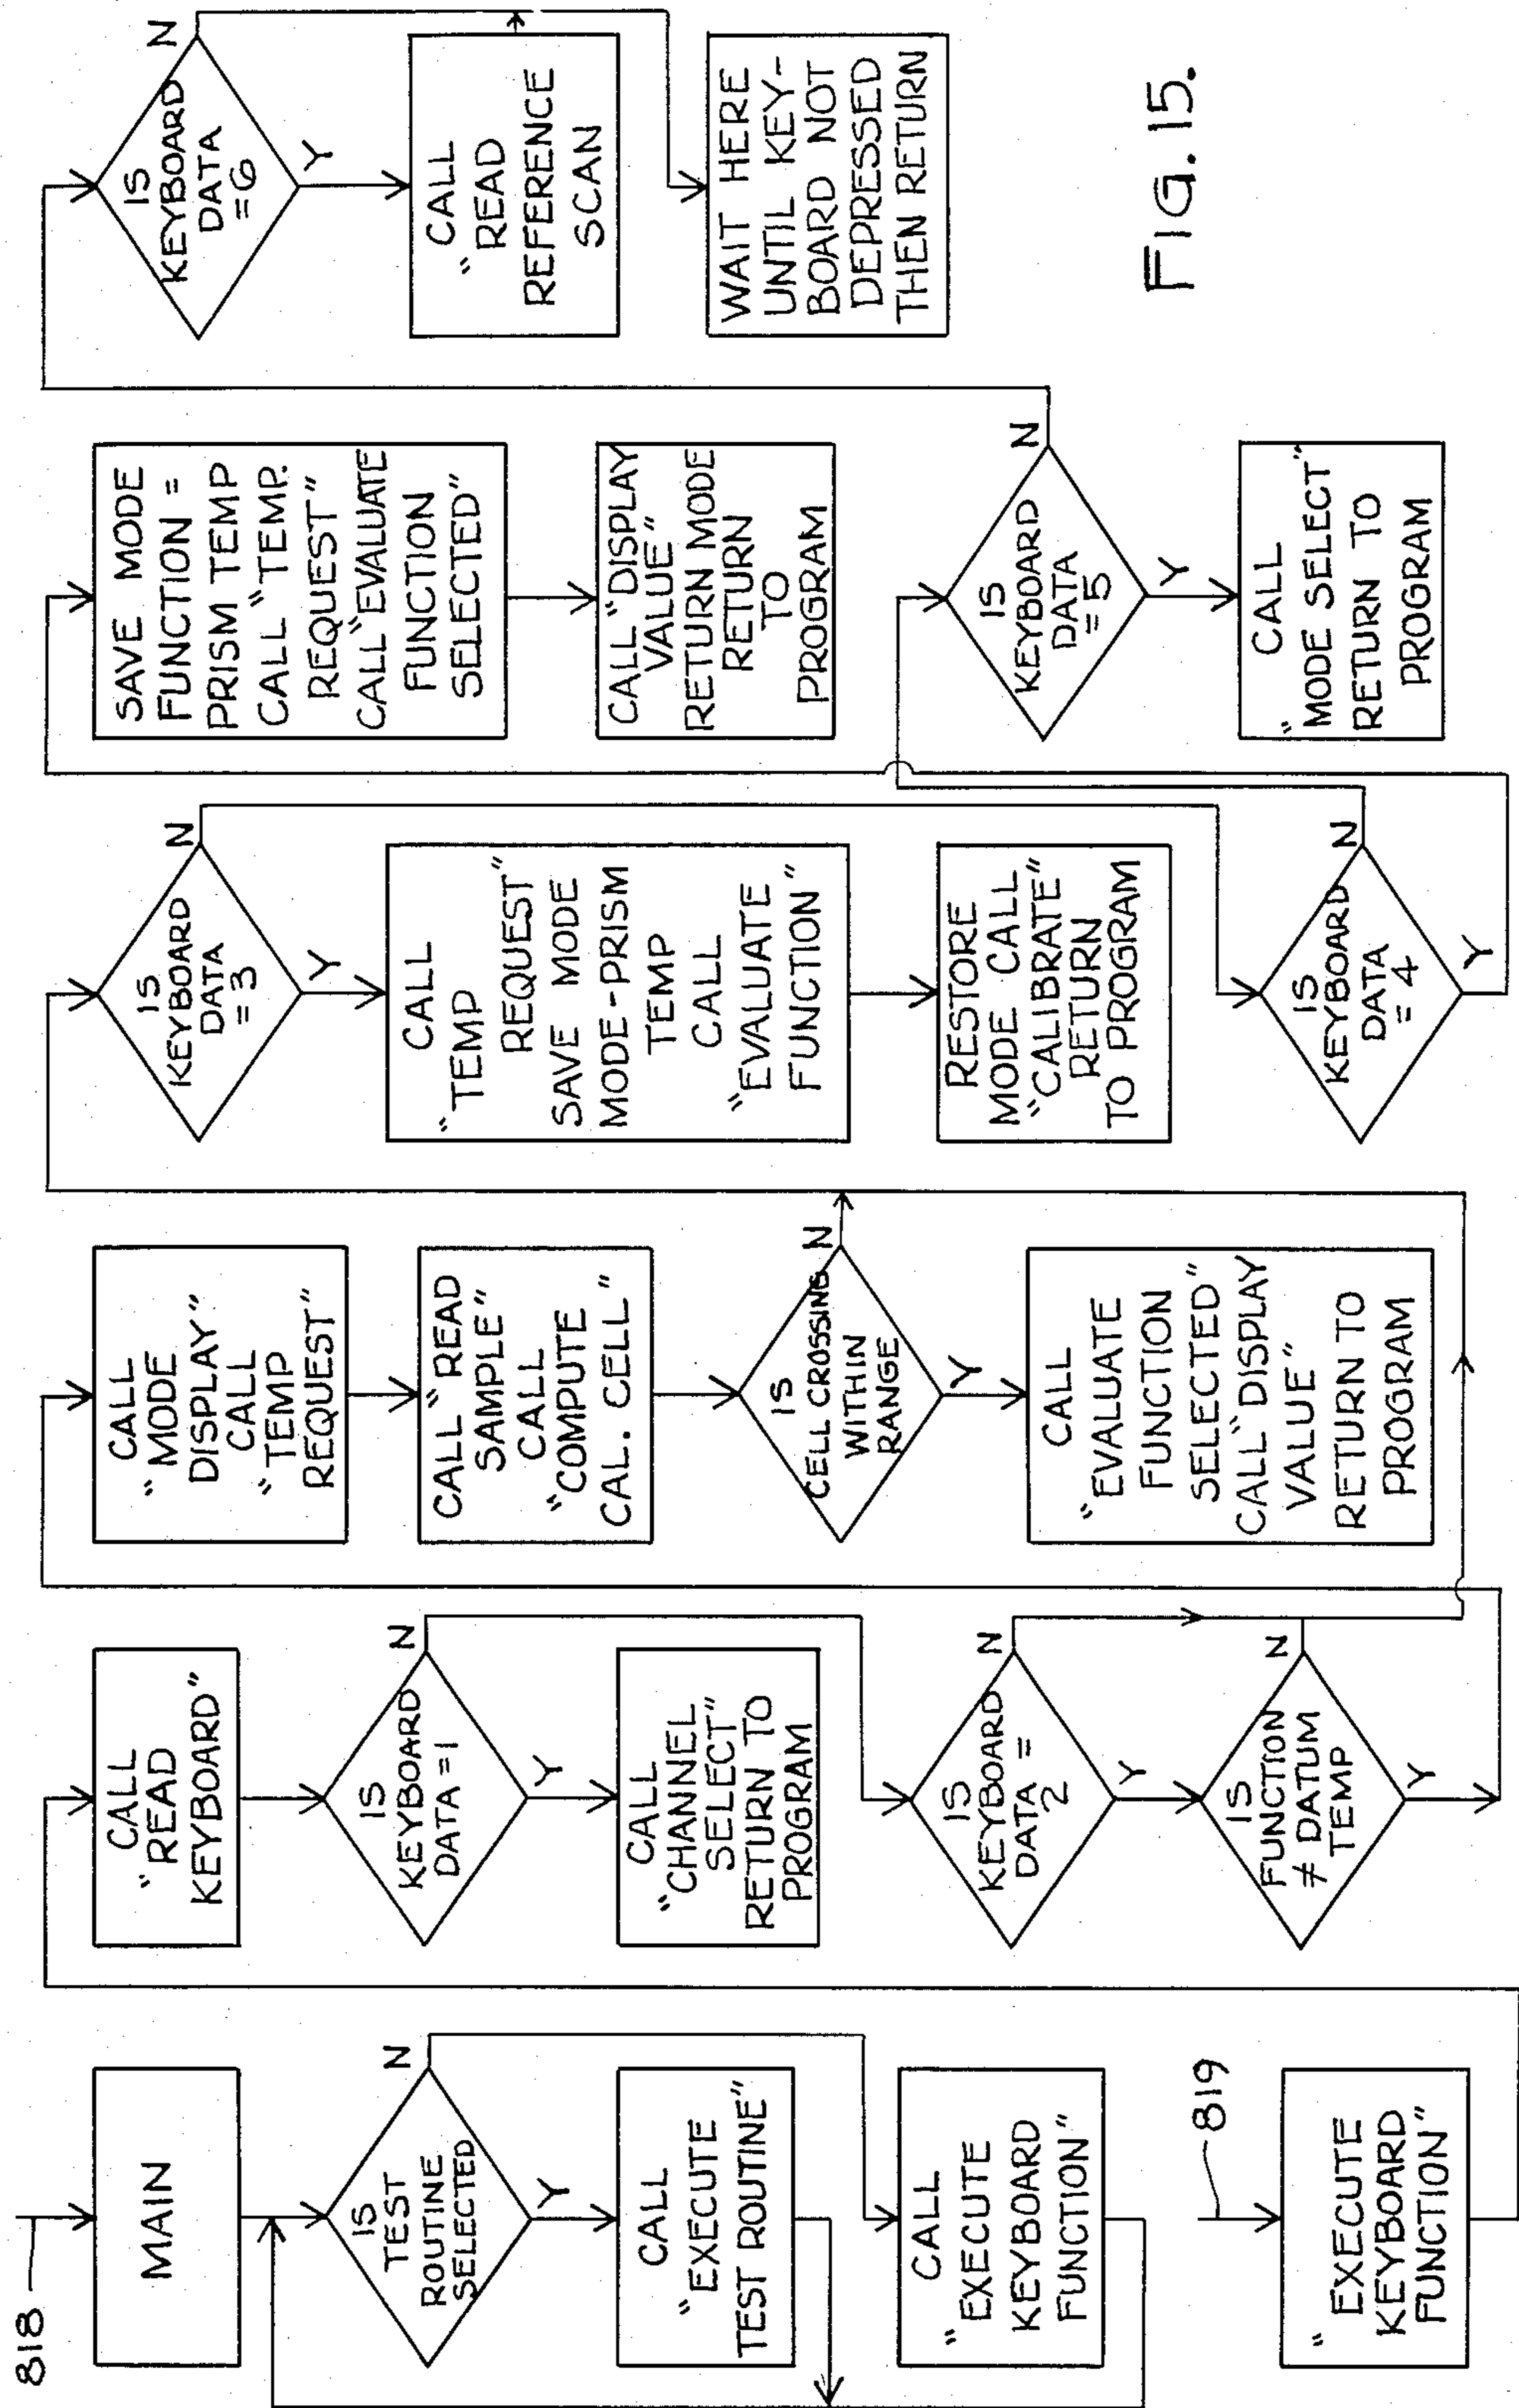 818
MAIN
IS
TEST
ROUTINE
SELECTED
N
Y
CALL
"EXECUTE
TEST ROUTINE"
CALL
"EXECUTE
KEYBOARD
FUNCTION"
819
"EXECUTE
KEYBOARD
FUNCTION"
CALL
"READ
KEYBOARD"
IS
KEYBOARD
DATA=1
N
Y
CALL
"CHANNEL
SELECT"
RETURN TO
PROGRAM
IS
KEYBOARD
DATA =
2
N
Y
IS
FUNCTION
≠ DATUM
TEMP
N
Y
CALL
"MODE
DISPLAY"
CALL
"TEMP
REQUEST"
CALL "READ
SAMPLE"
CALL
"COMPUTE
CAL. CELL"
IS
CELL CROSSING
WITHIN
RANGE
N
Y
CALL
"EVALUATE
FUNCTION
SELECTED"
CALL "DISPLAY
VALUE"
RETURN TO
PROGRAM
IS
KEYBOARD
DATA
=3
N
Y
CALL
"TEMP
REQUEST"
SAVE MODE
MODE-PRISM
TEMP
CALL
"EVALUATE
FUNCTION"
RESTORE
MODE CALL
"CALIBRATE"
RETURN
TO PROGRAM
IS
KEYBOARD
DATA
=4
N
Y
SAVE MODE
FUNCTION =
PRISM TEMP
CALL "TEMP.
REQUEST"
CALL "EVALUATE
FUNCTION
SELECTED"
CALL "DISPLAY
VALUE"
RETURN MODE
RETURN
TO
PROGRAM
IS
KEYBOARD
DATA
=5
N
Y
CALL
"MODE SELECT"
RETURN TO
PROGRAM
IS
KEYBOARD
DATA
=6
N
Y
CALL
"READ
REFERENCE
SCAN
WAIT HERE
UNTIL KEY-
BOARD NOT
DEPRESSED
THEN RETURN
FIG. 15.